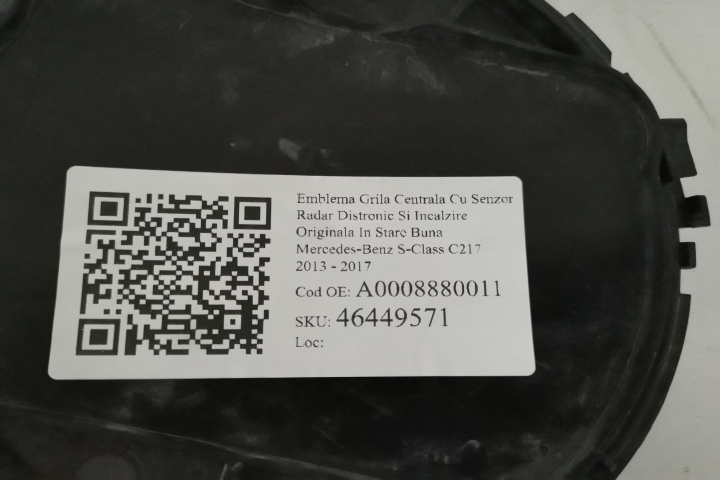 Emblema Grila Centrala Cu Senzor
Radar Distronic Si Incalzire
Originala In Stare Buna
Mercedes-Benz S-Class C217
2013 - 2017
Cod OE: A0008880011
SKU: 46449571
Loc: